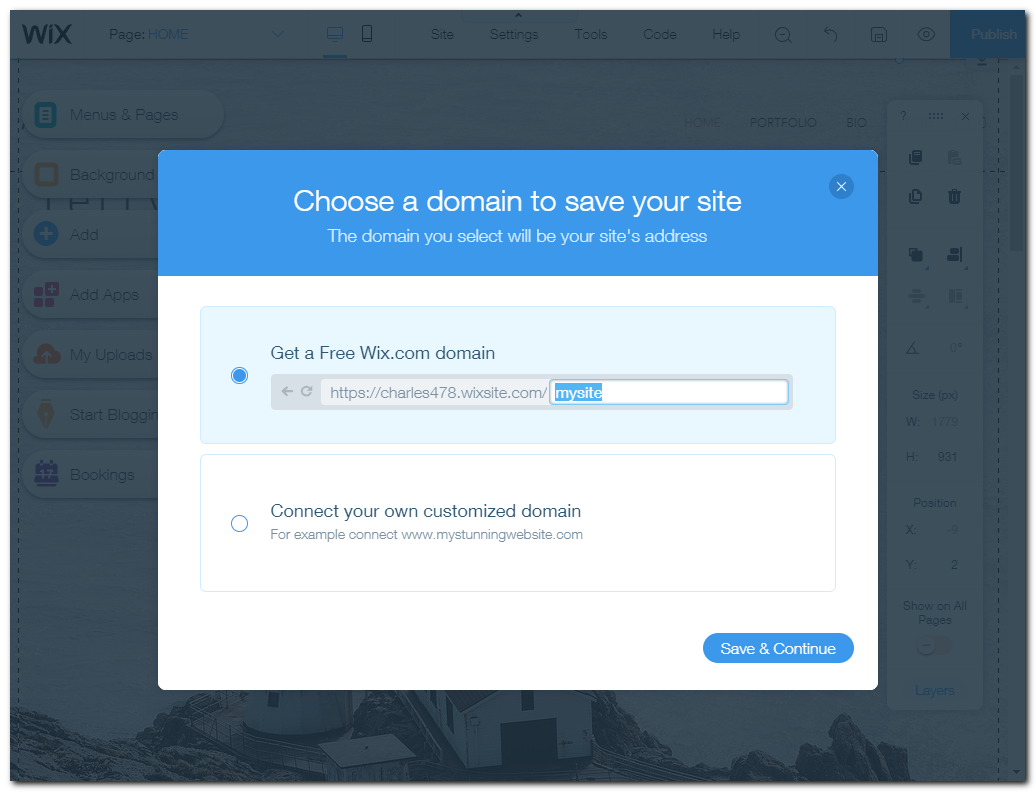 WiX
Page: HOME
Site
Settings
Tools
Code
Help
Publish
Menus & Pages
HOME
PORTFOLIO
BIO
?
Background
Add
Add Apps
My Uploads
Start Bloggin
17
Bookings
Choose a domain to save your site
The domain you select will be your site's address
Get a Free Wix.com domain
https://charles478.wixsite.com/ mysite
Connect your own customized domain
For example connect www.mystunningwebsite.com
Save & Continue
0°
Size (px)
W: 1779
H: 931
Position
X: 0
Y: 2
Show on All
Pages
Layers